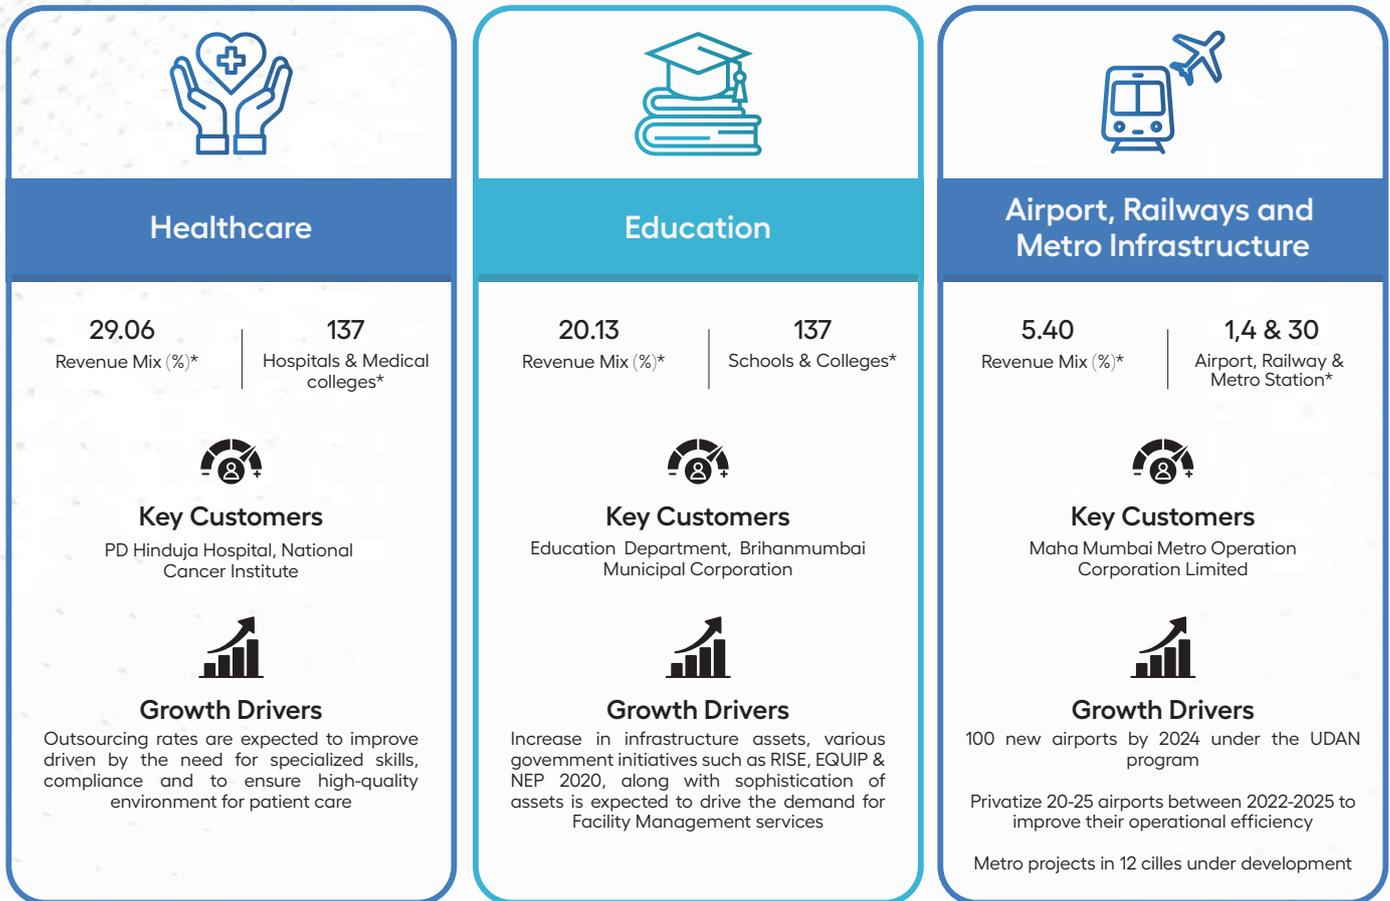 Healthcare
29.06
Revenue Mix (%)*
137
Hospitals & Medical
colleges*
Key Customers
PD Hinduja Hospital, National
Cancer Institute
Growth Drivers
Outsourcing rates are expected to improve
driven by the need for specialized skills,
compliance and to ensure high-quality
environment for patient care
Education
20.13
Revenue Mix (%)*
137
Schools & Colleges*
Key Customers
Education Department, Brihanmumbai
Municipal Corporation
Growth Drivers
Increase in infrastructure assets, various
government initiatives such as RISE, EQUIP &
NEP 2020, along with sophistication of
assets is expected to drive the demand for
Facility Management services
Airport, Railways and
Metro Infrastructure
5.40
Revenue Mix (%)*
1,4 & 30
Airport, Railway &
Metro Station*
Key Customers
Maha Mumbai Metro Operation
Corporation Limited
Growth Drivers
100 new airports by 2024 under the UDAN
program
Privatize 20-25 airports between 2022-2025 to
improve their operational efficiency
Metro projects in 12 cilles under development